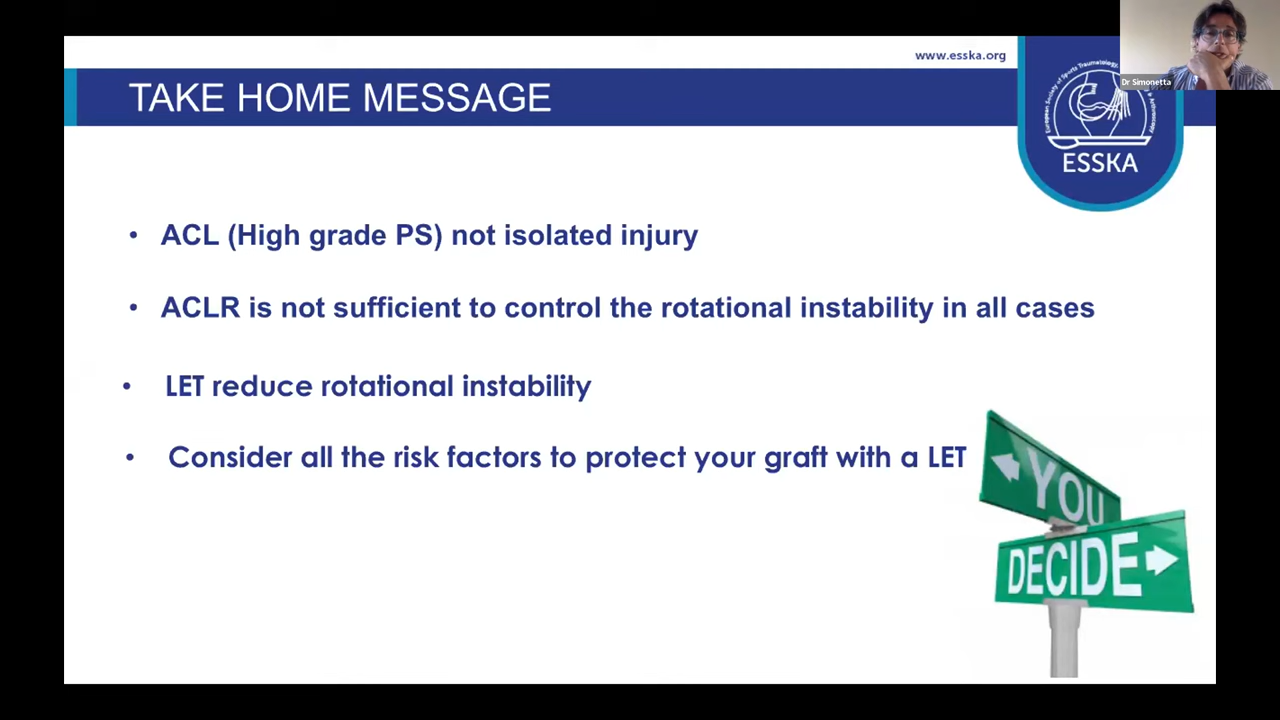 www.esska.org
Dr Simonetta
TAKE HOME MESSAGE
ESSKA
• ACL (High grade PS) not isolated injury
• ACLR is not sufficient to control the rotational instability in all cases
• LET reduce rotational instability
• Consider all the risk factors to protect your graft with a LET
YOU
DECIDE